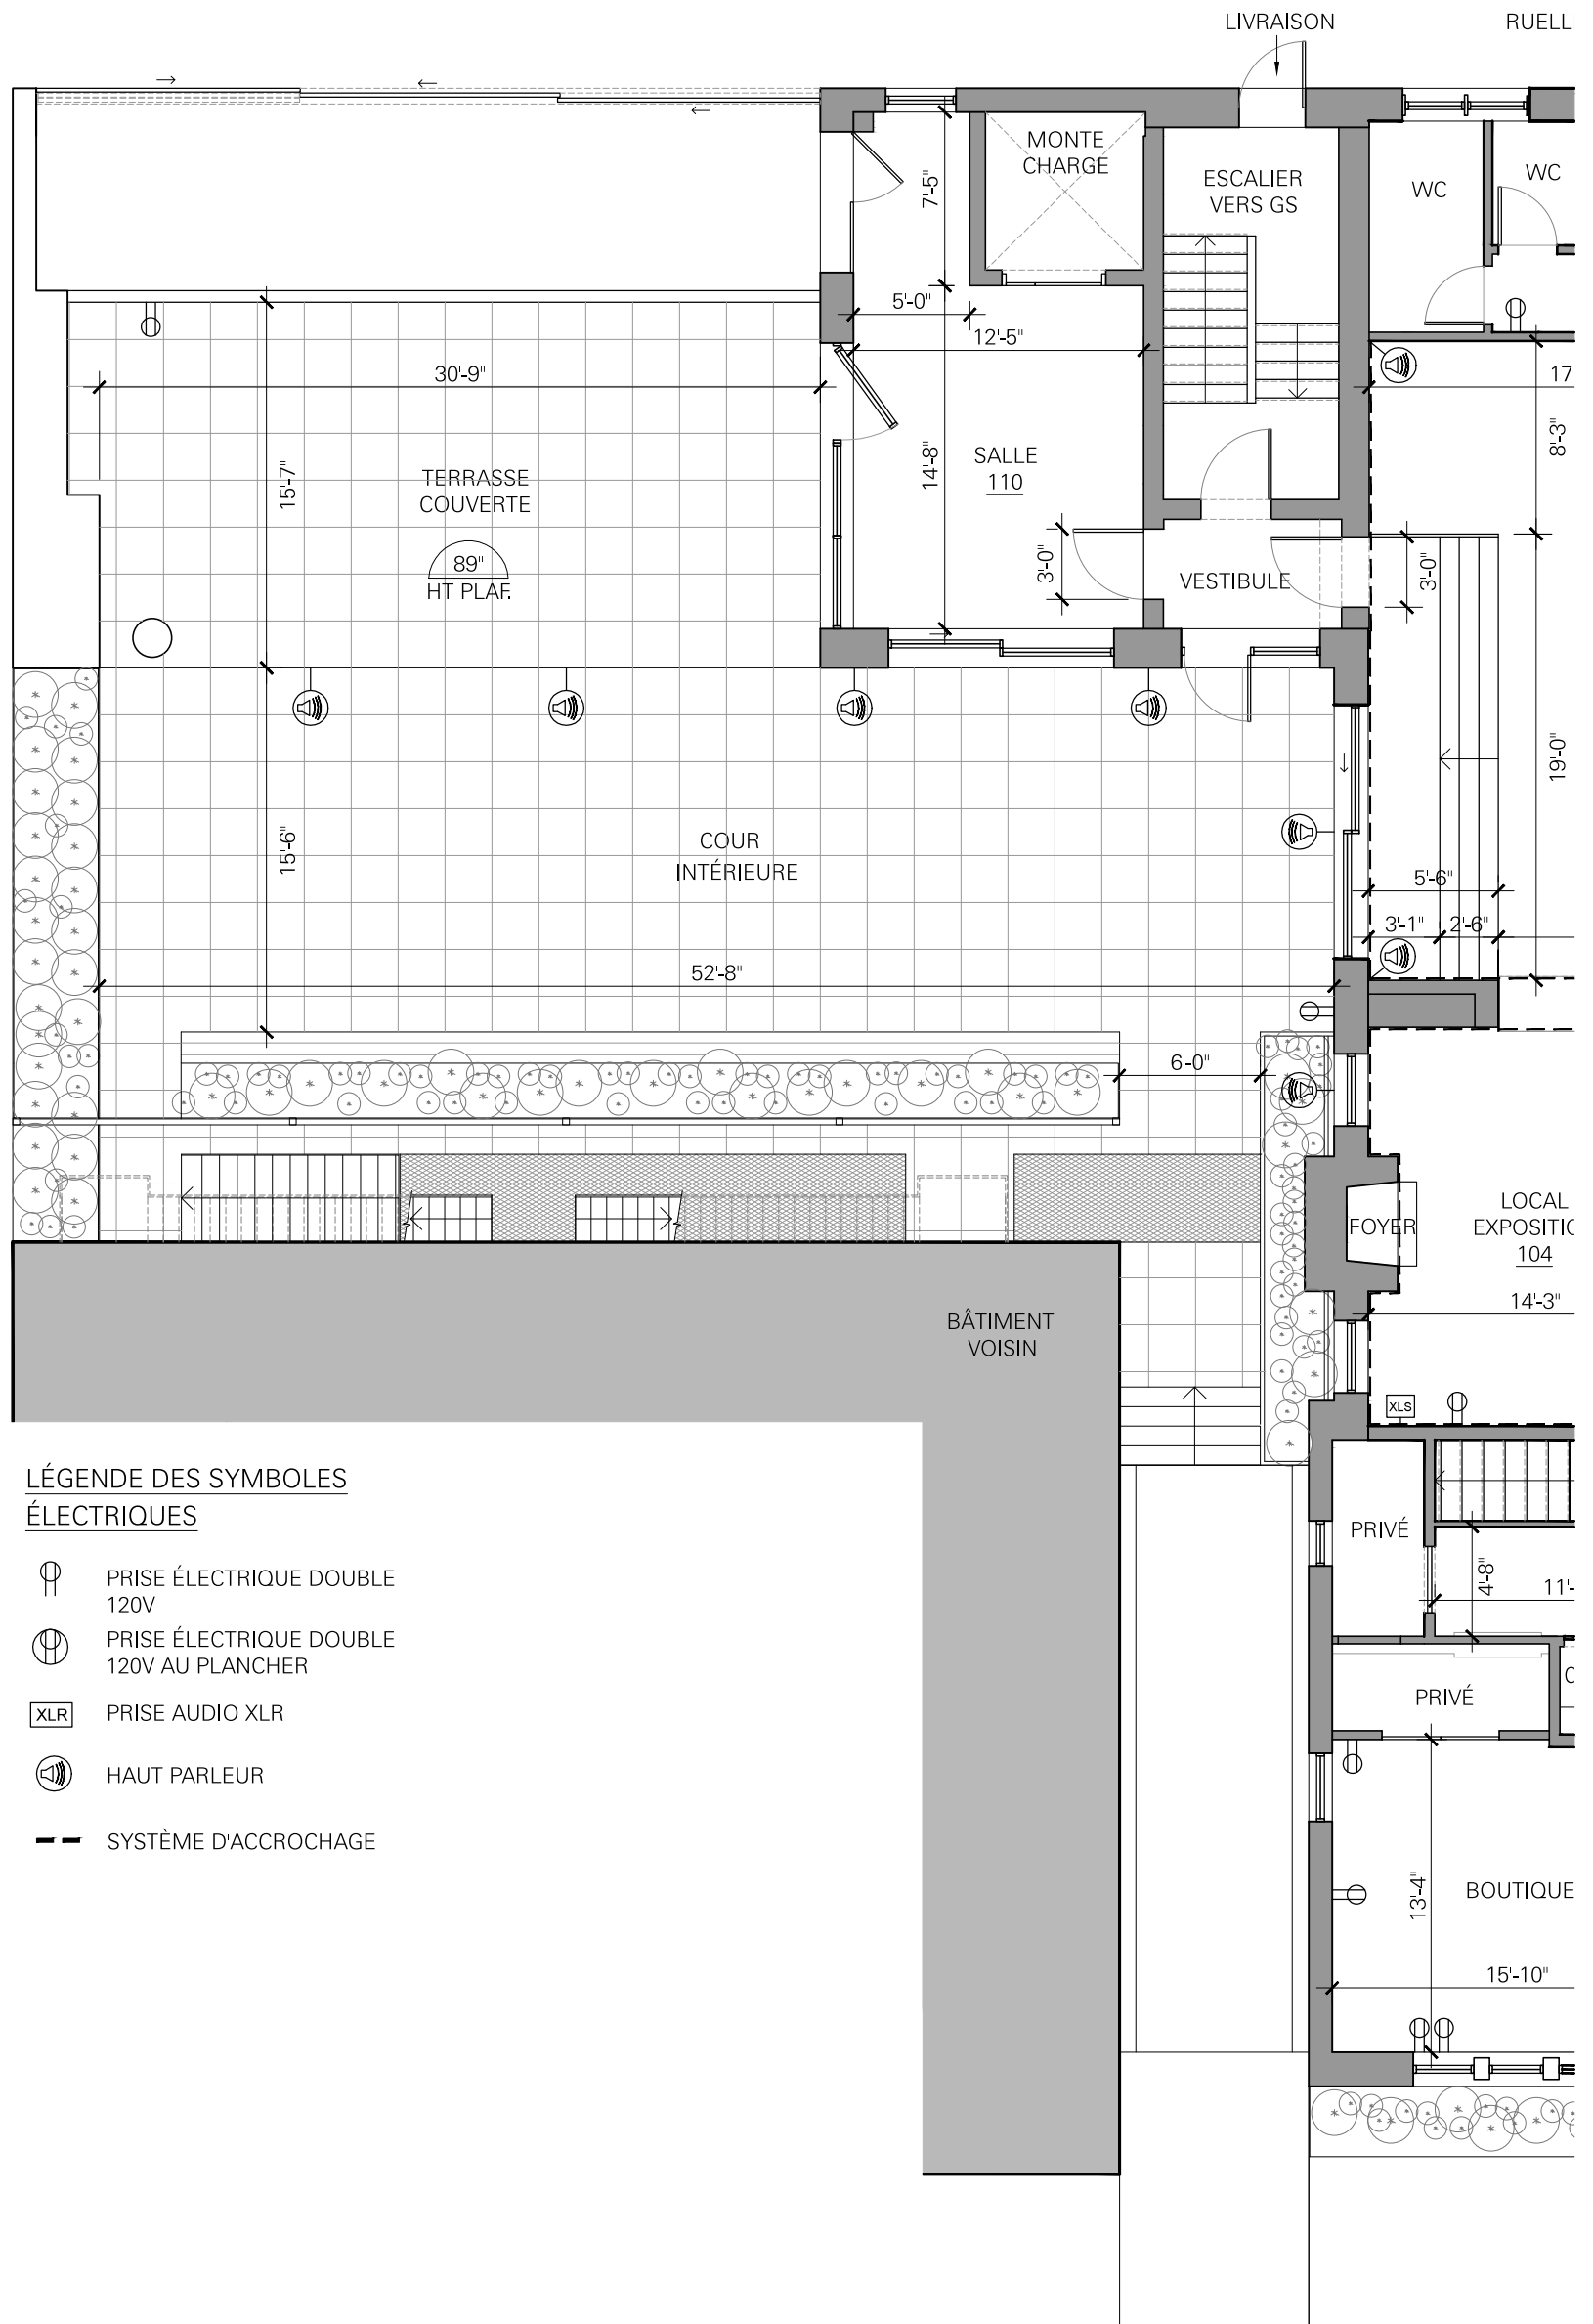 LIVRAISON
RUELL
MONTE
CHARGE
ESCALIER
VERS GS
WC
WC
7'-5"
5'-0"
12'-5"
30'-9"
17
8'-3"
15'-7"
TERRASSE
COUVERTE
89"
HT PLAF.
14'-8"
SALLE
110
3'-0"
VESTIBULE
3'-0"
19'-0"
15'-6"
COUR
INTÉRIEURE
5'-6"
3'-1"
2'-6"
52'-8"
6'-0"
FOYER
LOCAL
EXPOSITIO
104
14'-3"
BÂTIMENT
VOISIN
XLS
PRIVÉ
4'-8"
11'-
PRIVÉ
13'-4"
BOUTIQUE
15'-10"
LÉGENDE DES SYMBOLES
ÉLECTRIQUES
PRISE ÉLECTRIQUE DOUBLE
120V
PRISE ÉLECTRIQUE DOUBLE
120V AU PLANCHER
XLR
PRISE AUDIO XLR
HAUT PARLEUR
SYSTÈME D'ACCROCHAGE